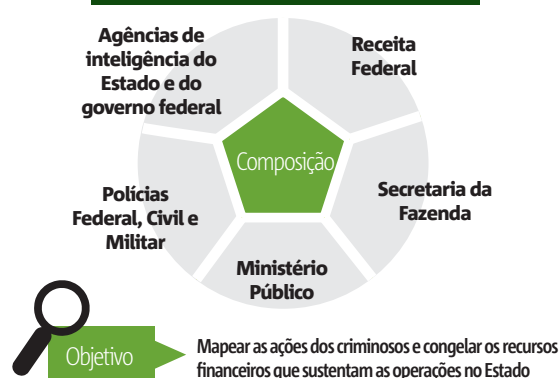 Agências de
inteligência do
Estado e do
governo federal
Receita
Federal
Composição
Polícias
Federal, Civil e
Militar
Secretaria da
Fazenda
Ministério
Público
Objetivo
Mapear as ações dos criminosos e congelar os recursos
financeiros que sustentam as operações no Estado